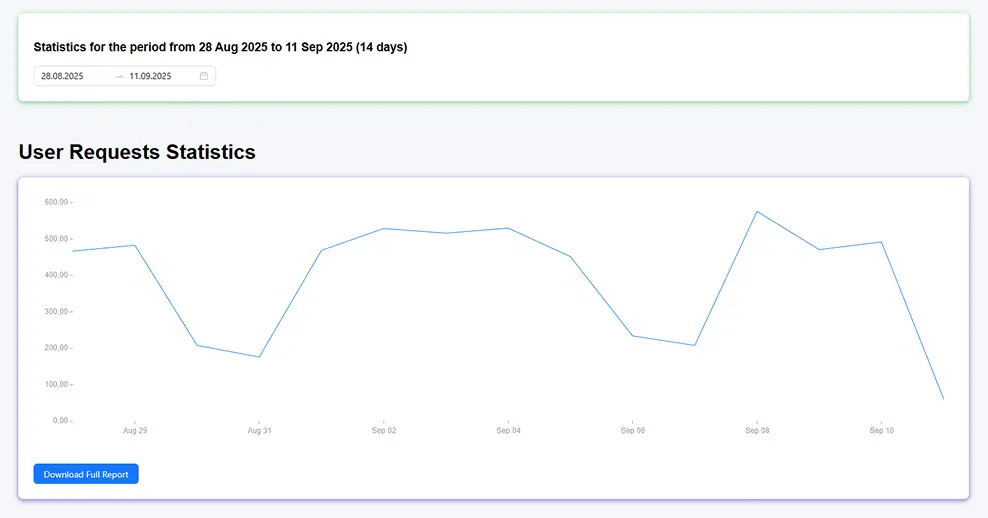 Statistics for the period from 28 Aug 2025 to 11 Sep 2025 (14 days)
28.08.2025 → 11.09.2025
User Requests Statistics
600,00
500,00
400,00
300,00
200,00
100,00
0,00
Aug 29 Aug 31 Sep 02 Sep 04 Sep 06 Sep 08 Sep 10
Download Full Report